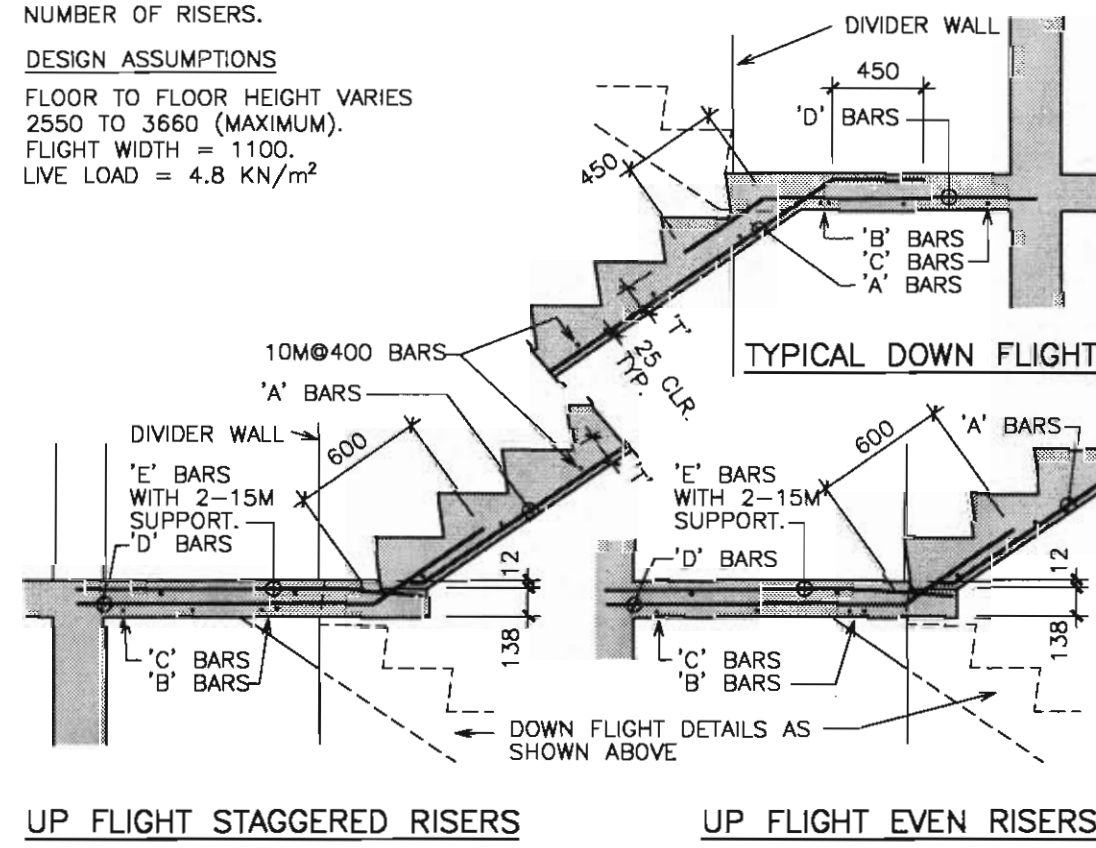 NUMBER OF RISERS.
DESIGN ASSUMPTIONS
FLOOR TO FLOOR HEIGHT VARIES
2550 TO 3660 (MAXIMUM).
FLIGHT WIDTH = 1100.
LIVE LOAD = 4.8 KN/m²
DIVIDER WALL
450
'D' BARS
450
'B' BARS
'C' BARS
'A' BARS
'T'
25 CLR.
TYP.
TYPICAL DOWN FLIGHT
10M@400 BARS
'A' BARS
DIVIDER WALL
600
'E' BARS
WITH 2-15M
SUPPORT.
'D' BARS
'T'
12
138
'C' BARS
'B' BARS
600
'A' BARS
'E' BARS
WITH 2-15M
SUPPORT.
'D' BARS
12
138
'C' BARS
'B' BARS
DOWN FLIGHT DETAILS AS
SHOWN ABOVE
UP FLIGHT STAGGERED RISERS
UP FLIGHT EVEN RISERS